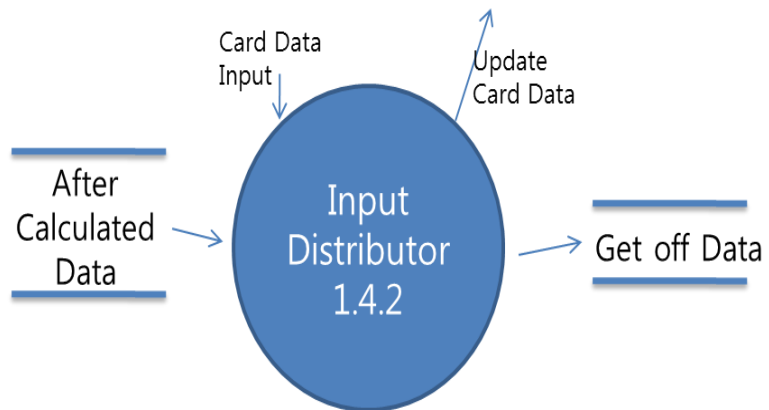 Card Data
Input
Update
Card Data
After
Calculated
Data
Input
Distributor
1.4.2
Get off Data